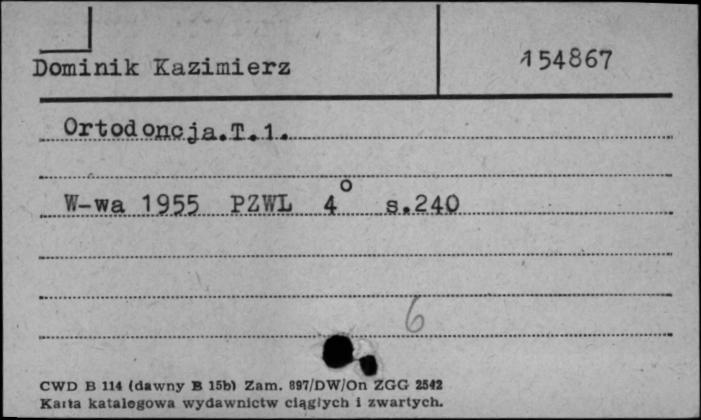 Dominik Kazimierz
154867
Ortodoncja.T.1.
W-wa 1955 PZWL 4° s.240
6
CWD B 114 (dawny B 15b) Zam. 897/DW/On ZGG 2542
Karta katalogowa wydawnictw ciągłych i zwartych.